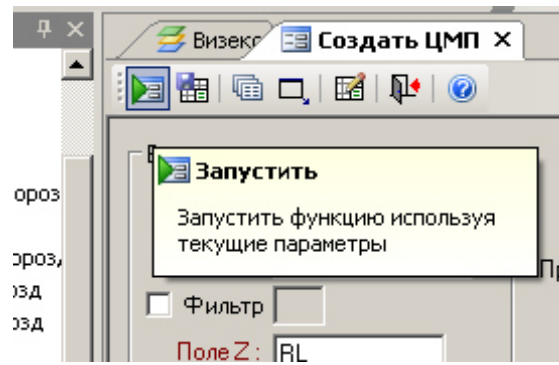 Визекс
Создать ЦМП
Запустить
Запустить функцию используя
текущие параметры
Фильтр
Поле Z :
RL